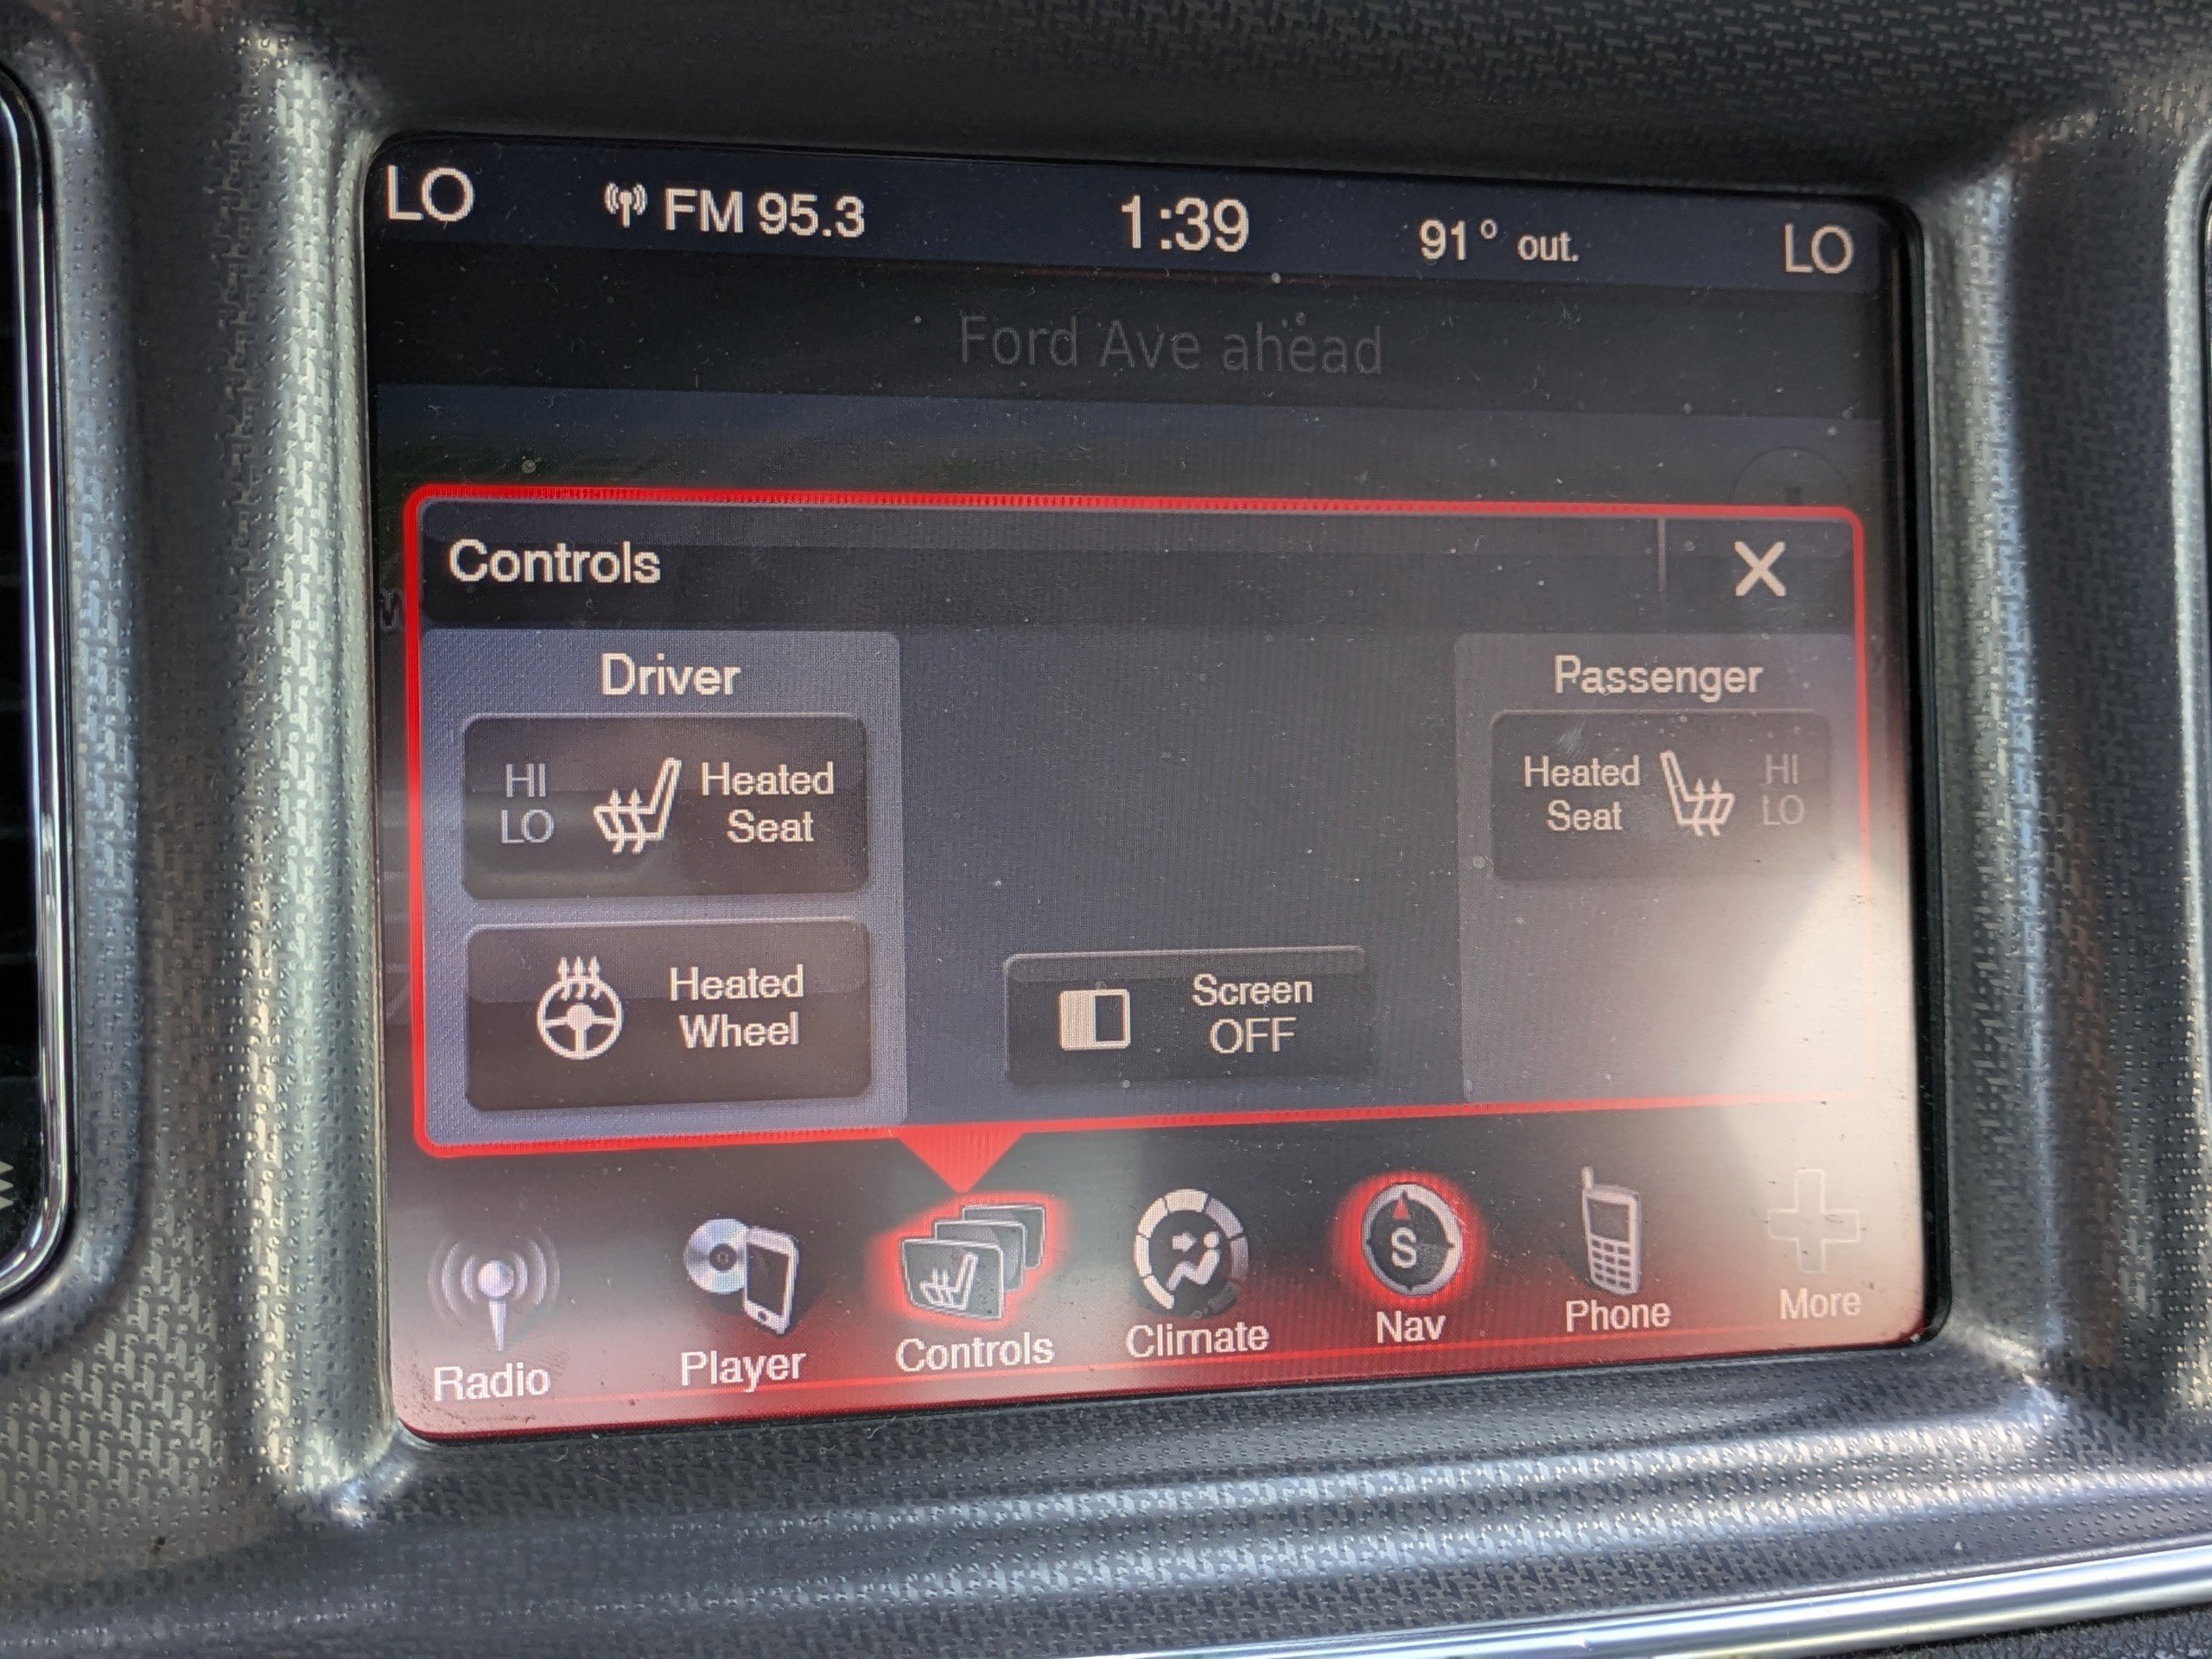 LO FM 95.3 1:39 91° out. LO
Ford Ave ahead
Controls X
Driver
HI
LO
Heated
Seat
Heated
Wheel
Screen
OFF
Passenger
Heated
Seat
HI
LO
Radio
Player
Controls
Climate
S
Nav
Phone
More